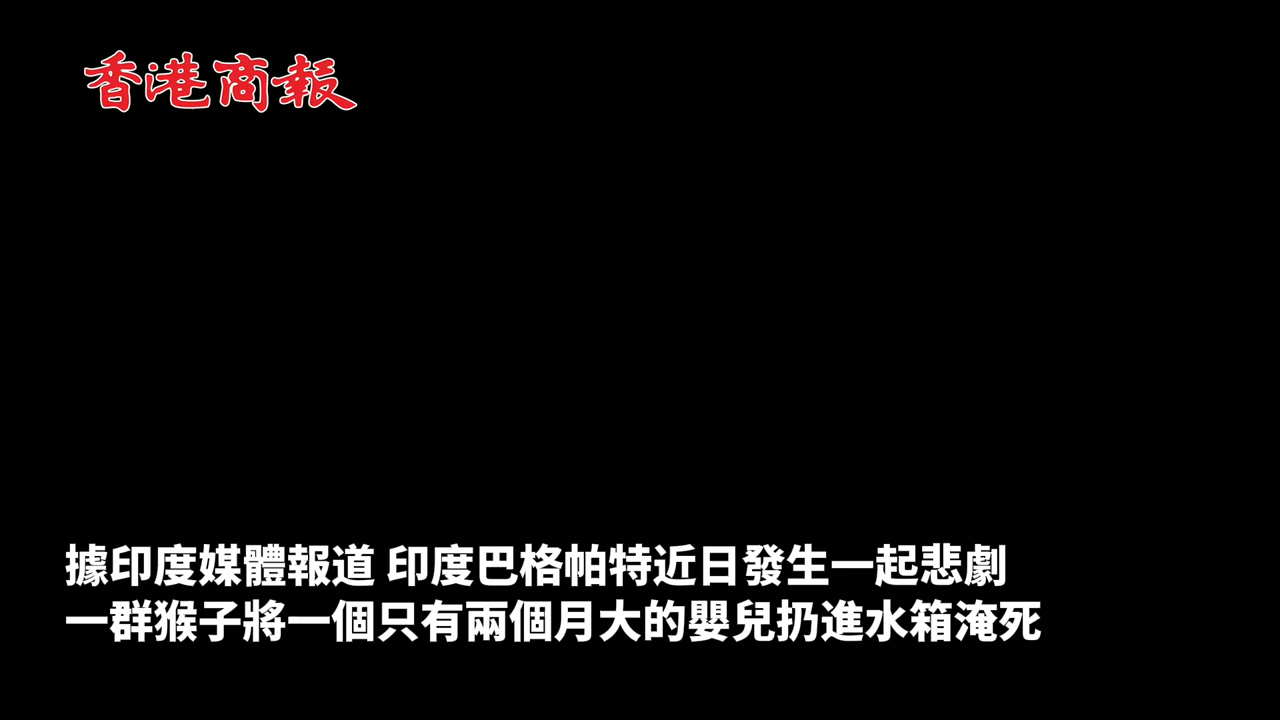 香港商報
據印度媒體報道 印度巴格帕特近日發生一起悲劇
一群猴子將一個只有兩個月大的嬰兒扔進水箱淹死